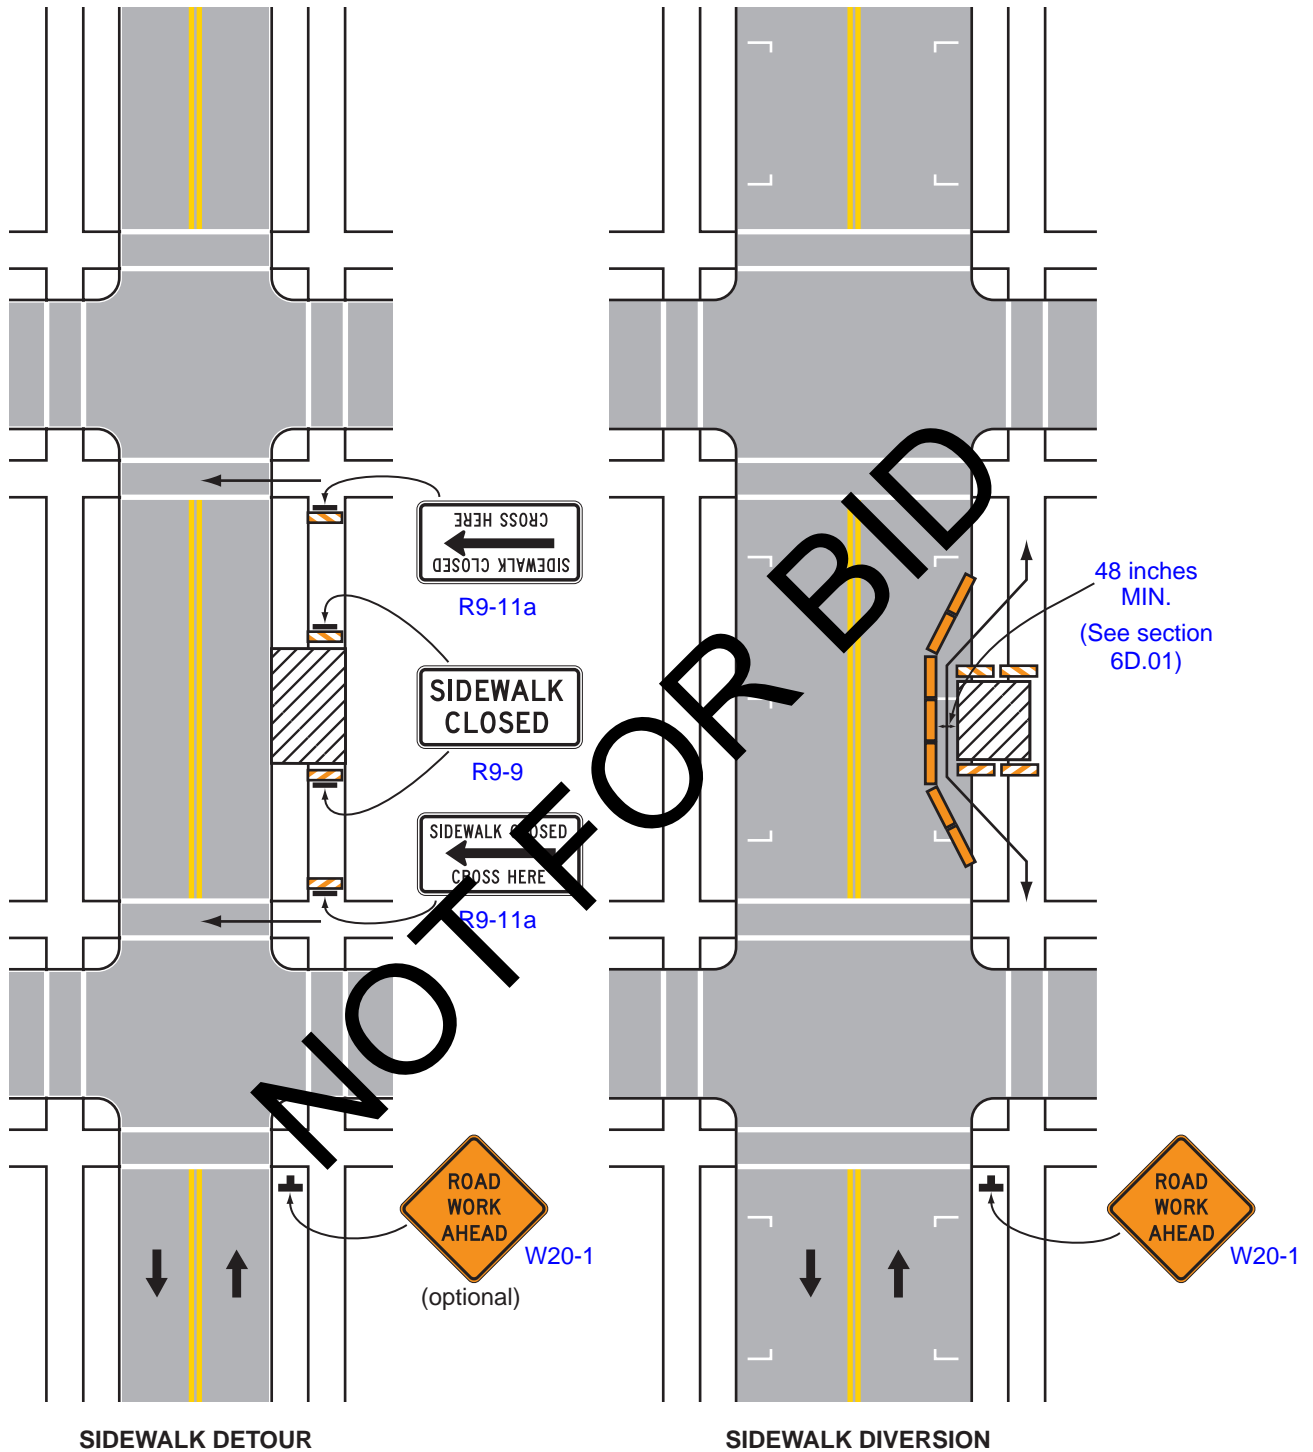 CROSS HERE
SIDEWALK CLOSED
R9-11a
SIDEWALK
CLOSED
R9-9
SIDEWALK CLOSED
CROSS HERE
R9-11a
ROAD
WORK
AHEAD
W20-1
(optional)
SIDEWALK DETOUR
48 inches
MIN.
(See section
6D.01)
ROAD
WORK
AHEAD
W20-1
SIDEWALK DIVERSION
NOT FOR BID